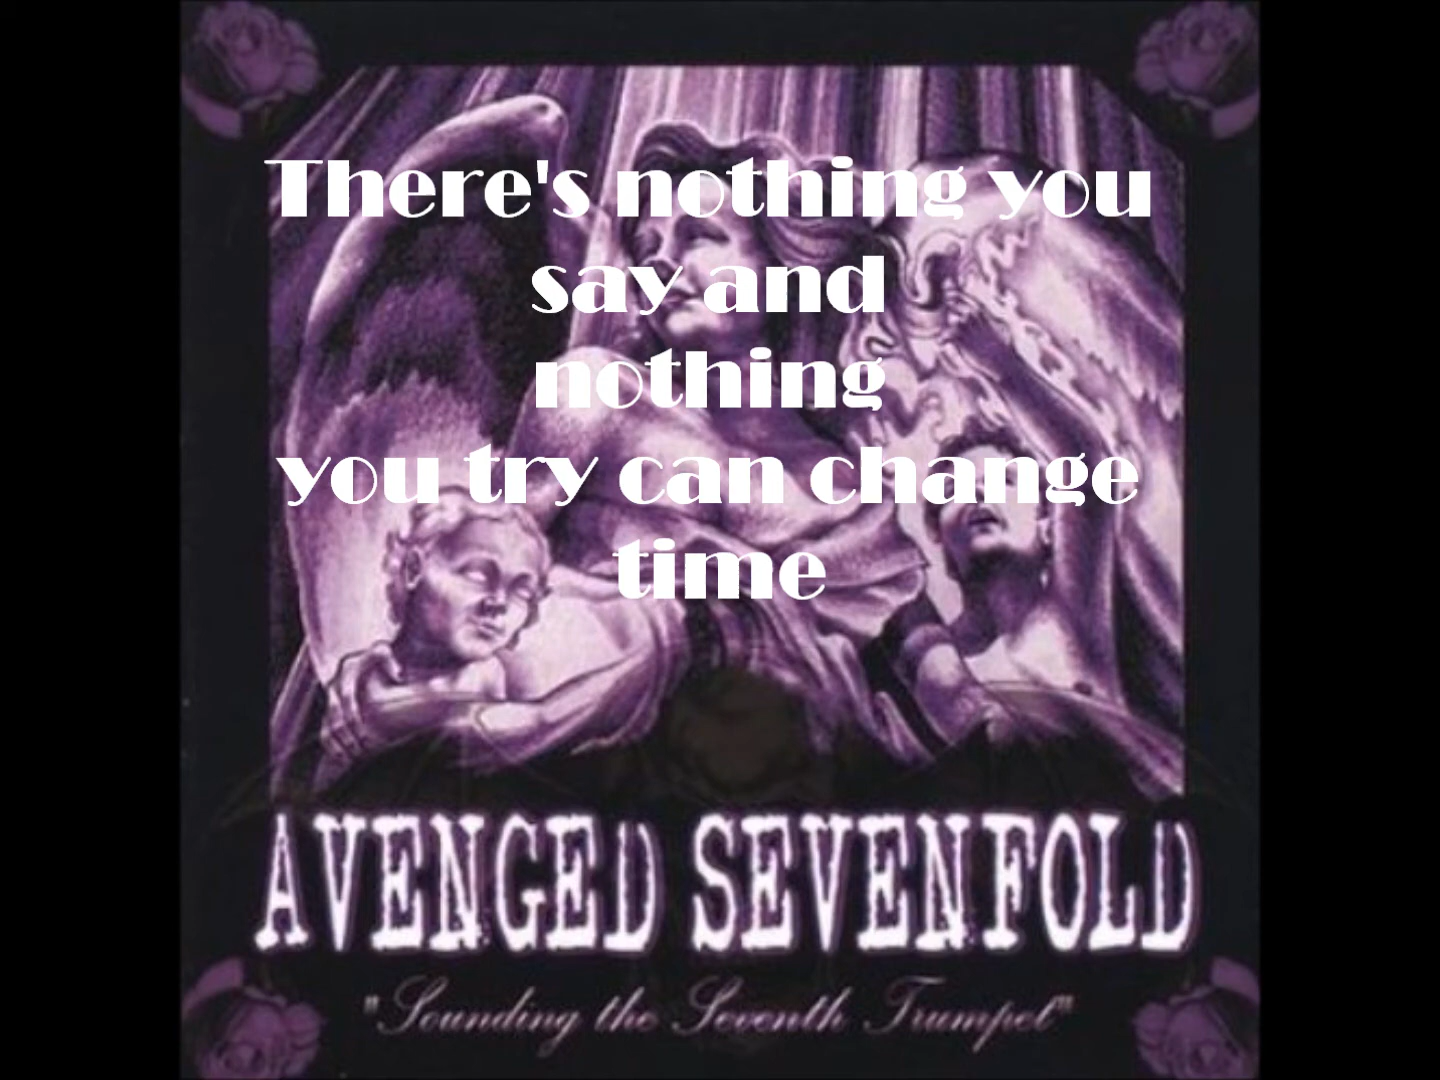 There's nothing you
say and
nothing
you try can change
time
AVENGED SEVENFOLD
"Sounding the Seventh Trumpet"